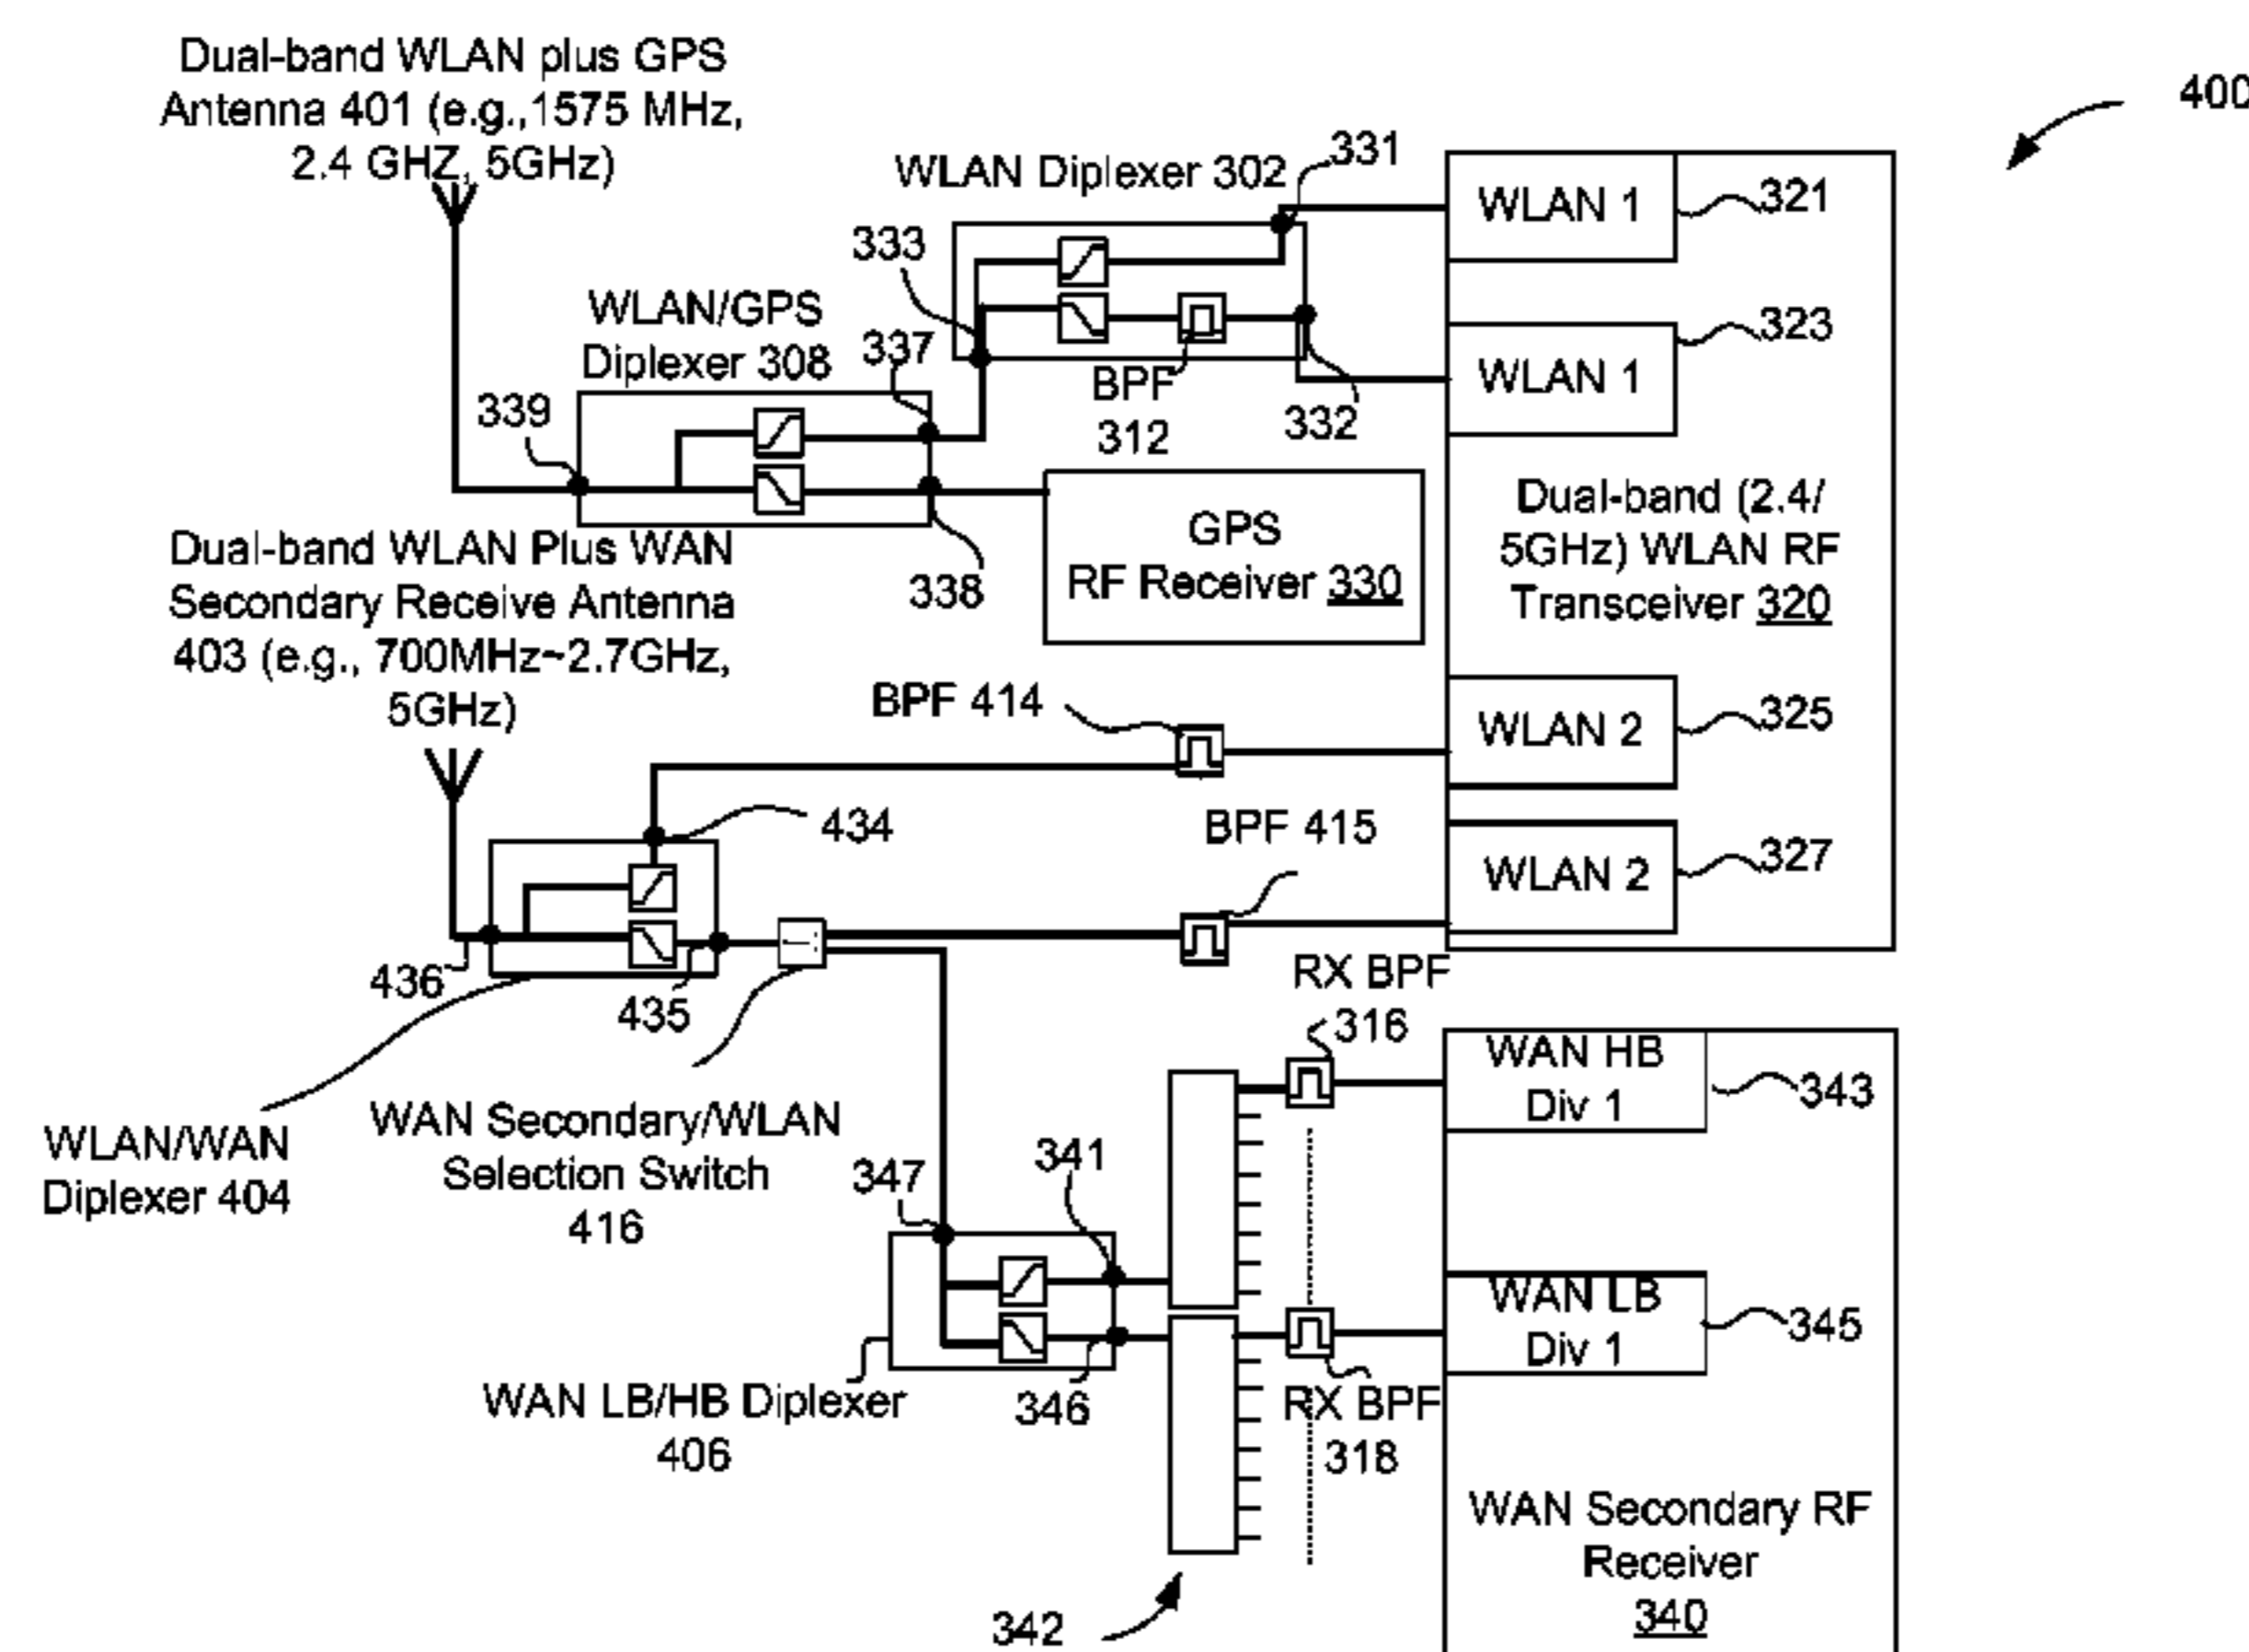 Dual-band WLAN plus GPS
Antenna 401 (e.g.,1575 MHz,
2.4 GHZ, 5GHz)
400
WLAN Diplexer 302
331
WLAN 1
321
333
WLAN/GPS
Diplexer 308
337
BPF
312
332
WLAN 1
323
339
338
GPS
RF Receiver 330
Dual-band (2.4/
5GHz) WLAN RF
Transceiver 320
Dual-band WLAN Plus WAN
Secondary Receive Antenna
403 (e.g., 700MHz~2.7GHz,
5GHz)
BPF 414
WLAN 2
325
434
BPF 415
WLAN 2
327
436
435
RX BPF
316
WAN HB
Div 1
343
WLAN/WAN
Diplexer 404
WAN Secondary/WLAN
Selection Switch
416
347
341
WAN LB
Div 1
345
WAN LB/HB Diplexer
406
346
RX BPF
318
WAN Secondary RF
Receiver
340
342